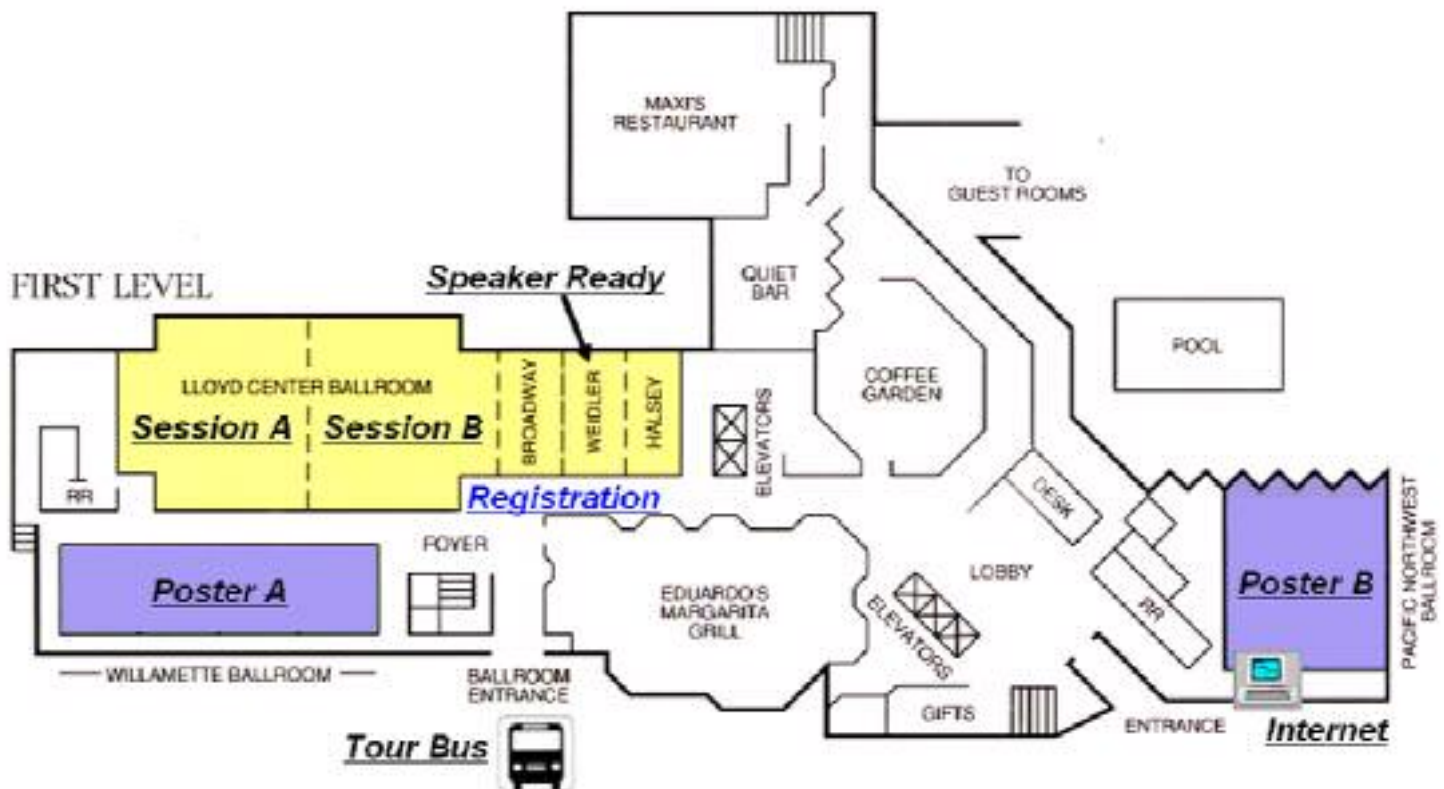 MAXI'S
RESTAURANT
TO
GUEST ROOMS
FIRST LEVEL
Speaker Ready
QUIET
BAR
POOL
LLOYD CENTER BALLROOM
Session A
Session B
BROADWAY
WEIDLER
HALSEY
ELEVATORS
COFFEE
GARDEN
RR
Registration
DESK
FOYER
LOBBY
Poster A
EDUARDO'S
MARGARITA
GRILL
ELEVATORS
RR
Poster B
PACIFIC NORTHWEST
BALLROOM
WILLAMETTE BALLROOM
BALLROOM
ENTRANCE
GIFTS
ENTRANCE
Internet
Tour Bus